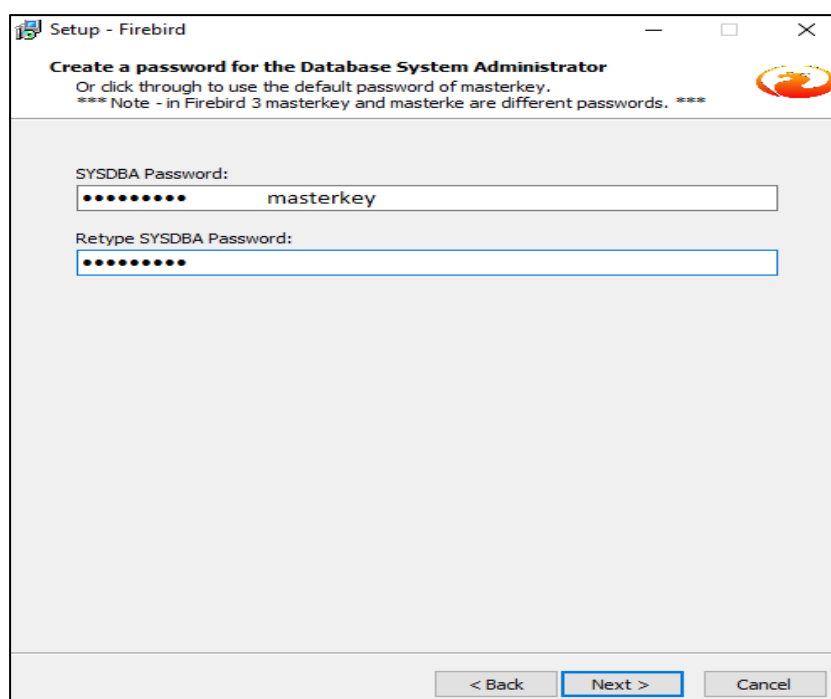 Setup - Firebird
Create a password for the Database System Administrator
Or click through to use the default password of masterkey.
*** Note - in Firebird 3 masterkey and masterke are different passwords. ***
SYSDBA Password:
••••••••• masterkey
Retype SYSDBA Password:
•••••••••
< Back Next > Cancel